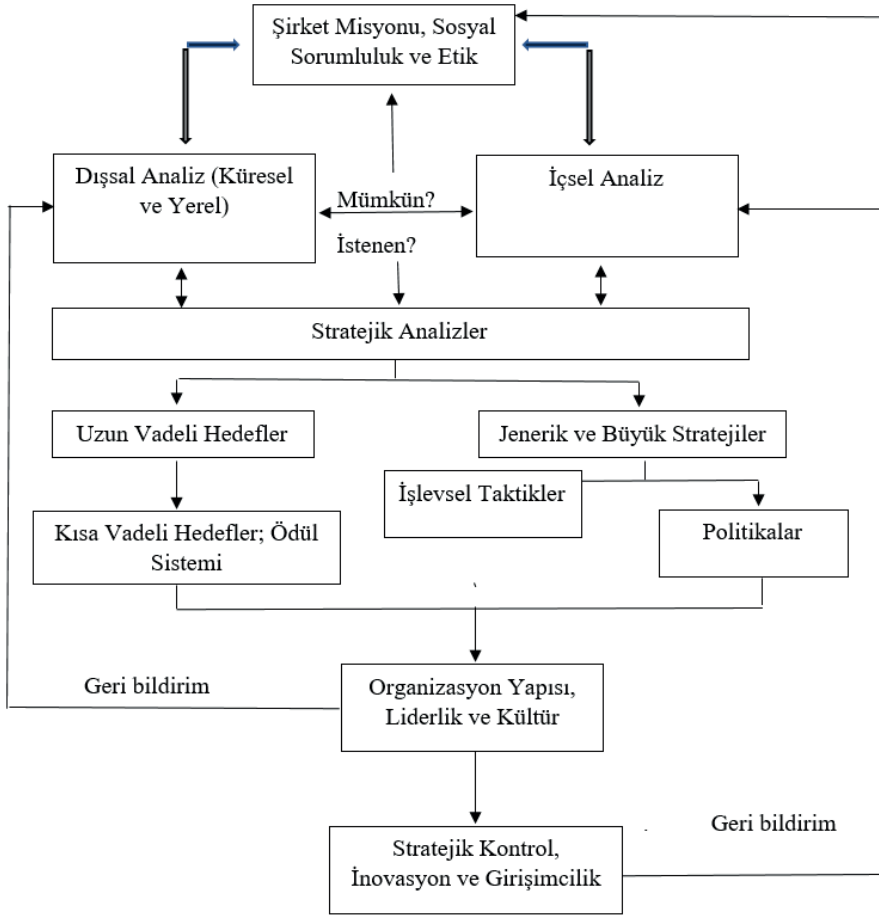 Şirket Misyonu, Sosyal
Sorumluluk ve Etik
Dışsal Analiz (Küresel
ve Yerel)
Mümkün?
İstenen?
İçsel Analiz
Stratejik Analizler
Uzun Vadeli Hedefler
Jenerik ve Büyük Stratejiler
İşlevsel Taktikler
Kısa Vadeli Hedefler; Ödül
Sistemi
Politikalar
Geri bildirim
Organizasyon Yapısı,
Liderlik ve Kültür
Geri bildirim
Stratejik Kontrol,
İnovasyon ve Girişimcilik